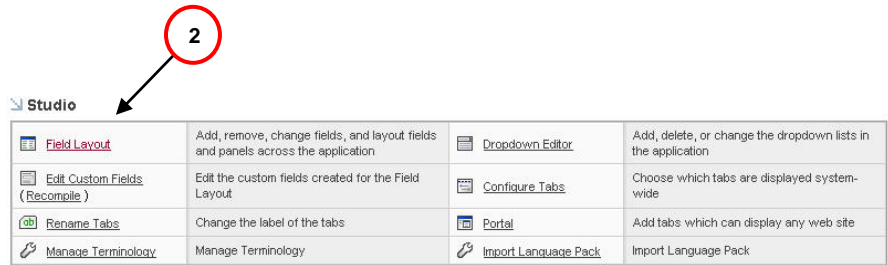 2
Studio
Field Layout
Add, remove, change fields, and layout fields
and panels across the application
Dropdown Editor
Add, delete, or change the dropdown lists in
the application
Edit Custom Fields
(Recompile)
Edit the custom fields created for the Field
Layout
Configure Tabs
Choose which tabs are displayed system-
wide
ab
Rename Tabs
Change the label of the tabs
Portal
Add tabs which can display any web site
Manage Terminology
Manage Terminology
Import Language Pack
Import Language Pack